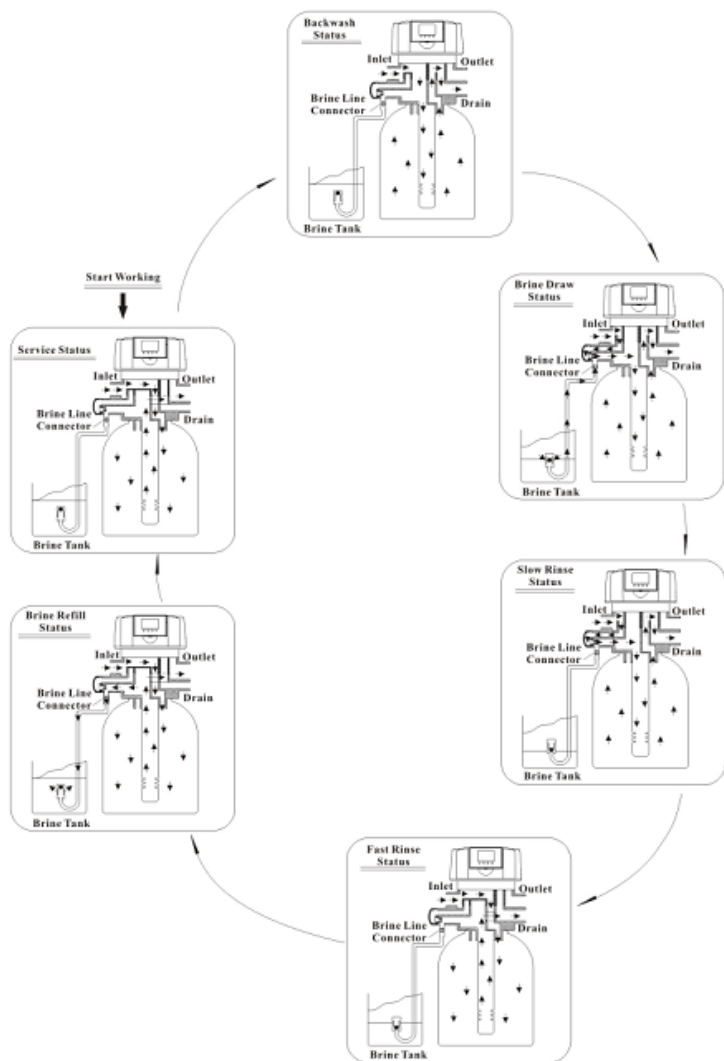 Backwash
Status
Inlet
Outlet
Brine Line
Connector
Drain
Brine Tank
Start Working
Brine Draw
Status
Inlet
Outlet
Brine Line
Connector
Drain
Brine Tank
Service Status
Inlet
Outlet
Brine Line
Connector
Drain
Brine Tank
Slow Rinse
Status
Inlet
Outlet
Brine Line
Connector
Drain
Brine Tank
Brine Refill
Status
Inlet
Outlet
Brine Line
Connector
Drain
Brine Tank
Fast Rinse
Status
Inlet
Outlet
Brine Line
Connector
Drain
Brine Tank